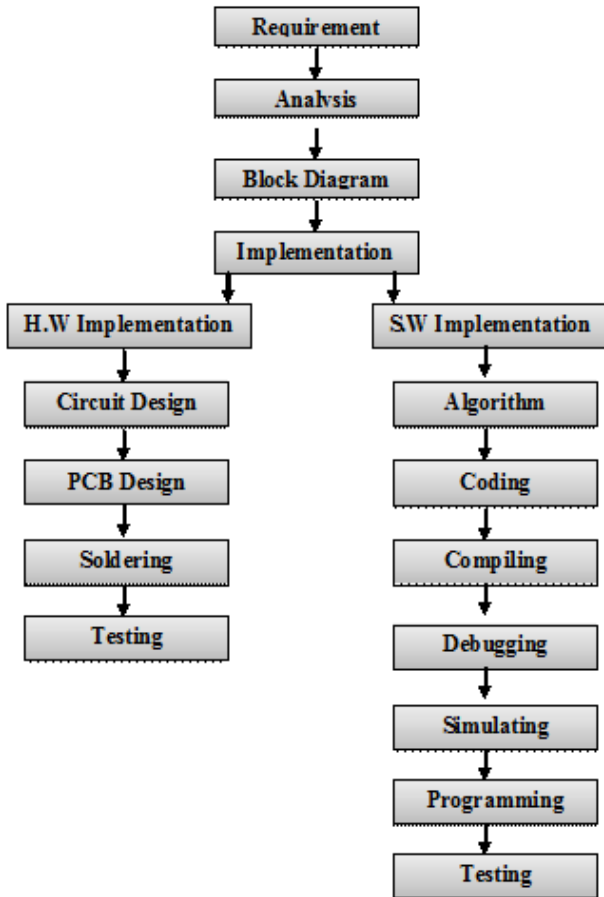 Requirement
Analysis
Block Diagram
Implementation
H.W Implementation
S.W Implementation
Circuit Design
Algorithm
PCB Design
Coding
Soldering
Compiling
Testing
Debugging
Simulating
Programming
Testing